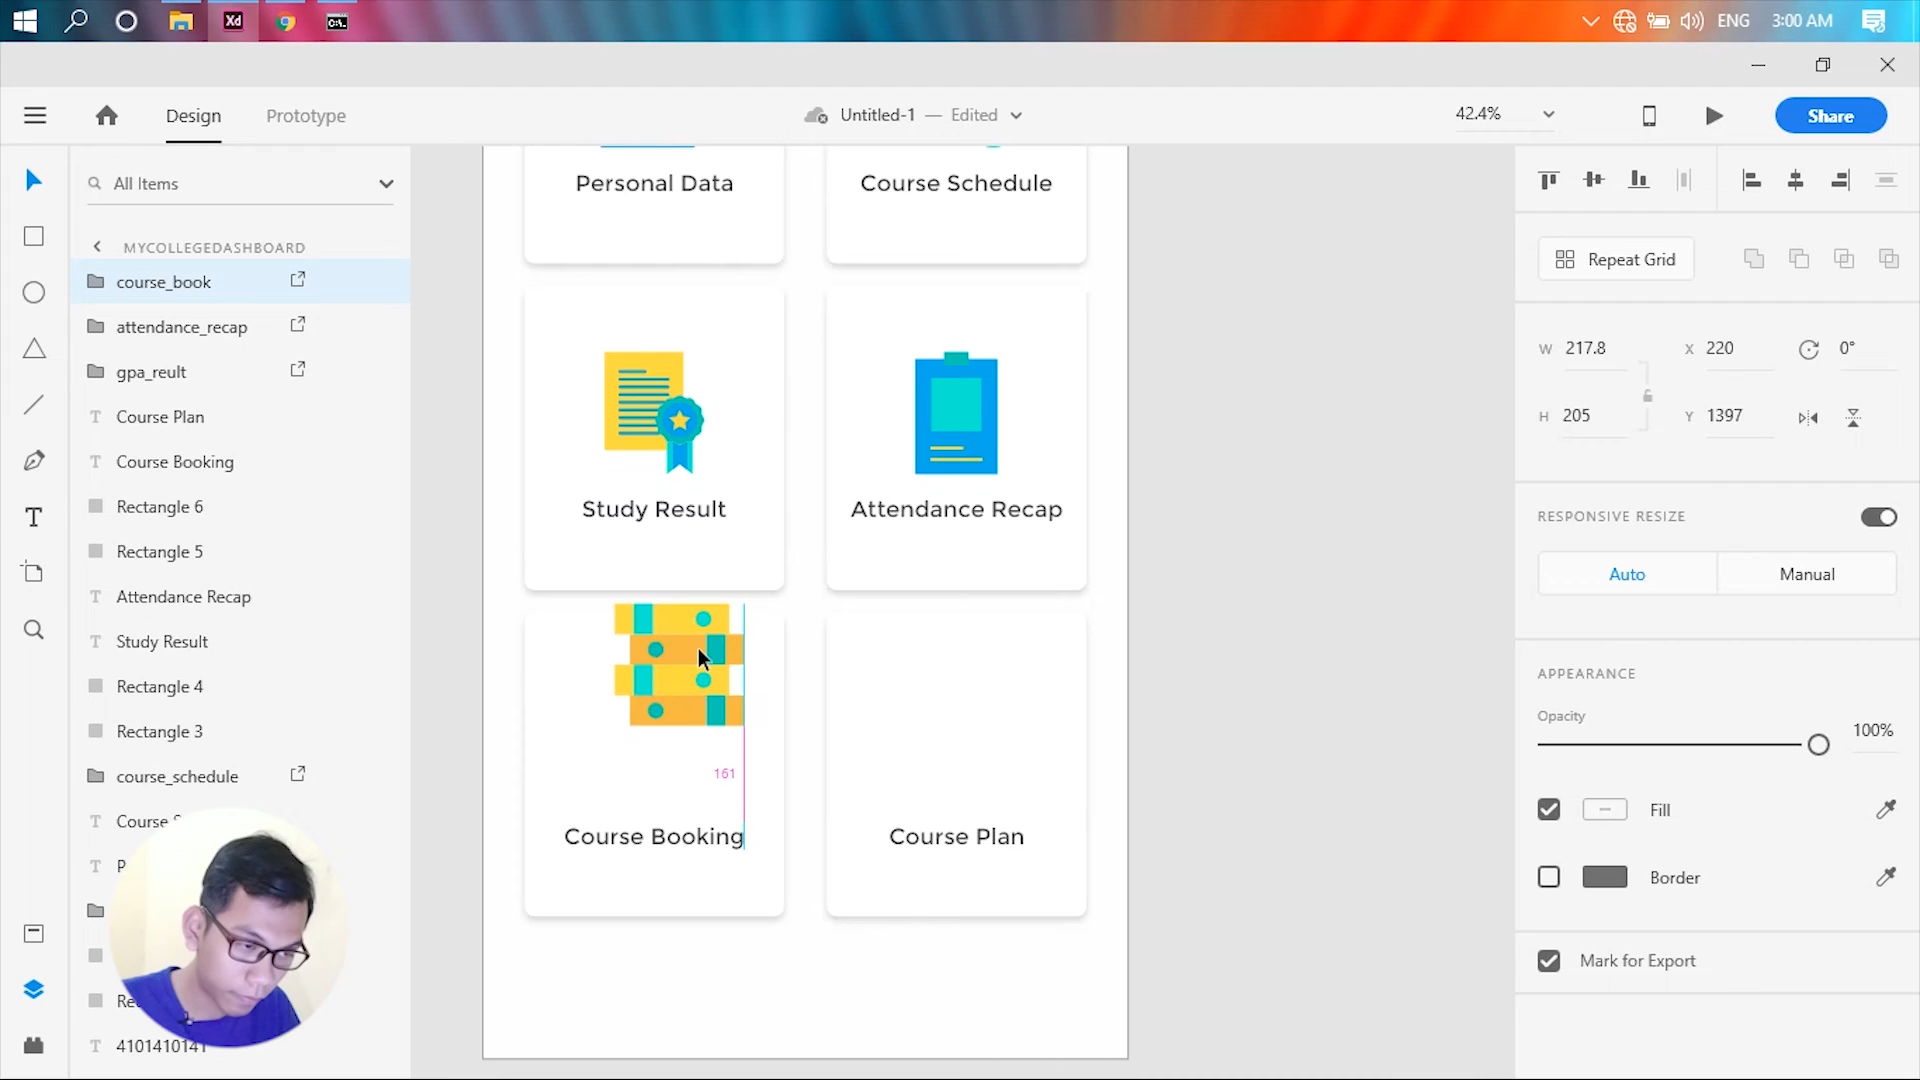 Xd
C:\.
ENG
3:00 AM
Design
Prototype
Untitled-1 — Edited
42.4%
Share
All Items
MYCOLLEGEDASHBOARD
course_book
attendance_recap
gpa_reult
Course Plan
Course Booking
Rectangle 6
Rectangle 5
Attendance Recap
Study Result
Rectangle 4
Rectangle 3
course_schedule
Course S
P
Re
4101410141
Personal Data
Course Schedule
Study Result
Attendance Recap
161
Course Booking
Course Plan
Repeat Grid
W 217.8
X 220
0°
H 205
Y 1397
RESPONSIVE RESIZE
Auto
Manual
APPEARANCE
Opacity
100%
Fill
Border
Mark for Export